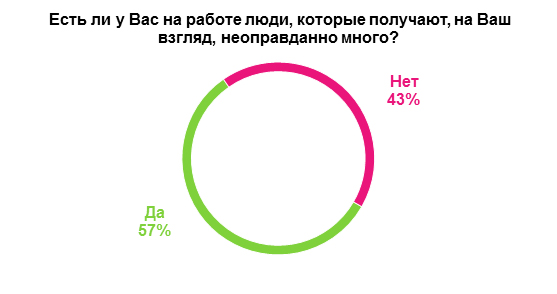 Есть ли у Вас на работе люди, которые получают, на Ваш
взгляд, неоправданно много?
Нет
43%
Да
57%